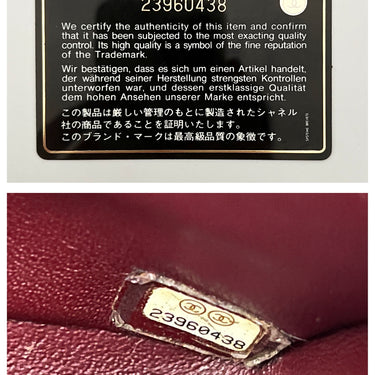 23960438
We certify the authenticity of this item and confirm
that it has been subjected to the most exacting quality
control. Its high quality is a symbol of the fine reputation
of the Trademark.
Wir bestätigen, dass es sich um einen Artikel handelt,
der während seiner Herstellung strengsten Kontrollen
unterworfen war, und dessen erstklassige Qualität
dem hohen Ansehen unserer Marke entspricht.
この製品は厳しい管理のもとに製造されたシャネル
社の商品であることを証明いたします。
このブランド・マークは最高級品質の象徴です。
23960438